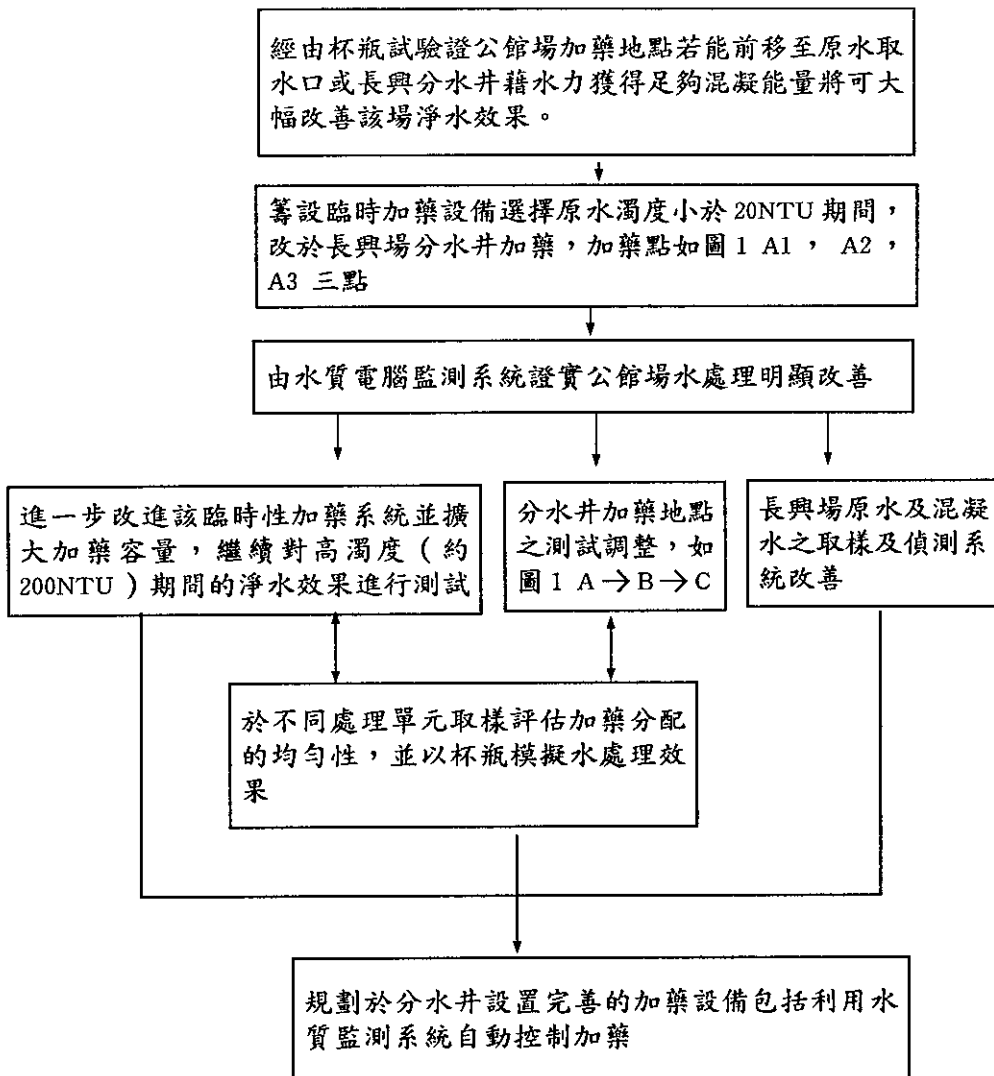 經由杯瓶試驗證公館場加藥地點若能前移至原水取
水口或長興分水井藉水力獲得足夠混凝能量將可大
幅改善該場淨水效果。
籌設臨時加藥設備選擇原水濁度小於20NTU期間，
改於長興場分水井加藥，加藥點如圖1 A1， A2，
A3 三點
由水質電腦監測系統證實公館場水處理明顯改善
進一步改進該臨時性加藥系統並擴
大加藥容量，繼續對高濁度（約
200NTU）期間的淨水效果進行測試
分水井加藥地點
之測試調整，如
圖1 A→B→C
長興場原水及混凝
水之取樣及偵測系
統改善
於不同處理單元取樣評估加藥分配
的均勻性，並以杯瓶模擬水處理效
果
規劃於分水井設置完善的加藥設備包括利用水
質監測系統自動控制加藥